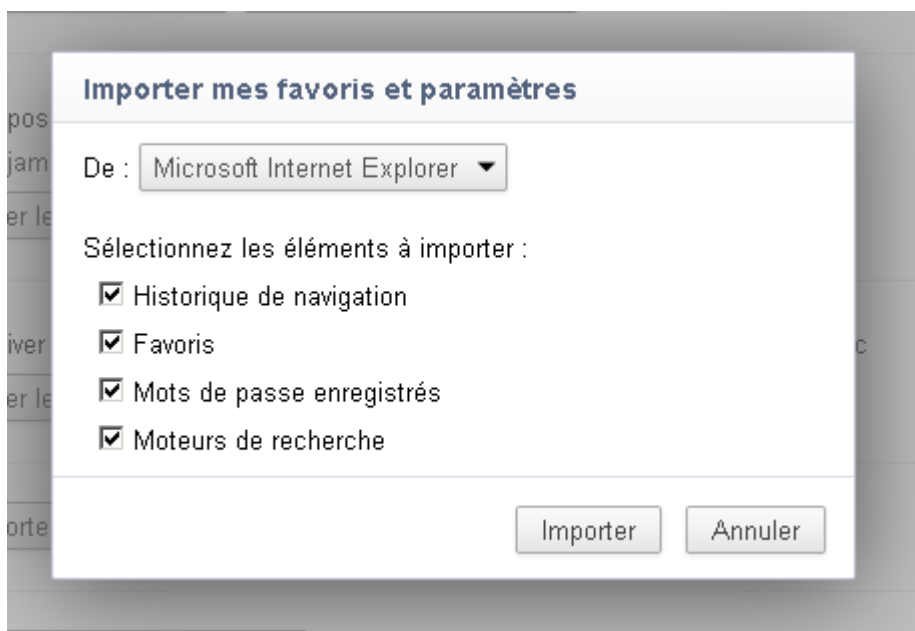 Importer mes favoris et paramètres
De : Microsoft Internet Explorer
Sélectionnez les éléments à importer :
Historique de navigation
Favoris
Mots de passe enregistrés
Moteurs de recherche
Importer Annuler